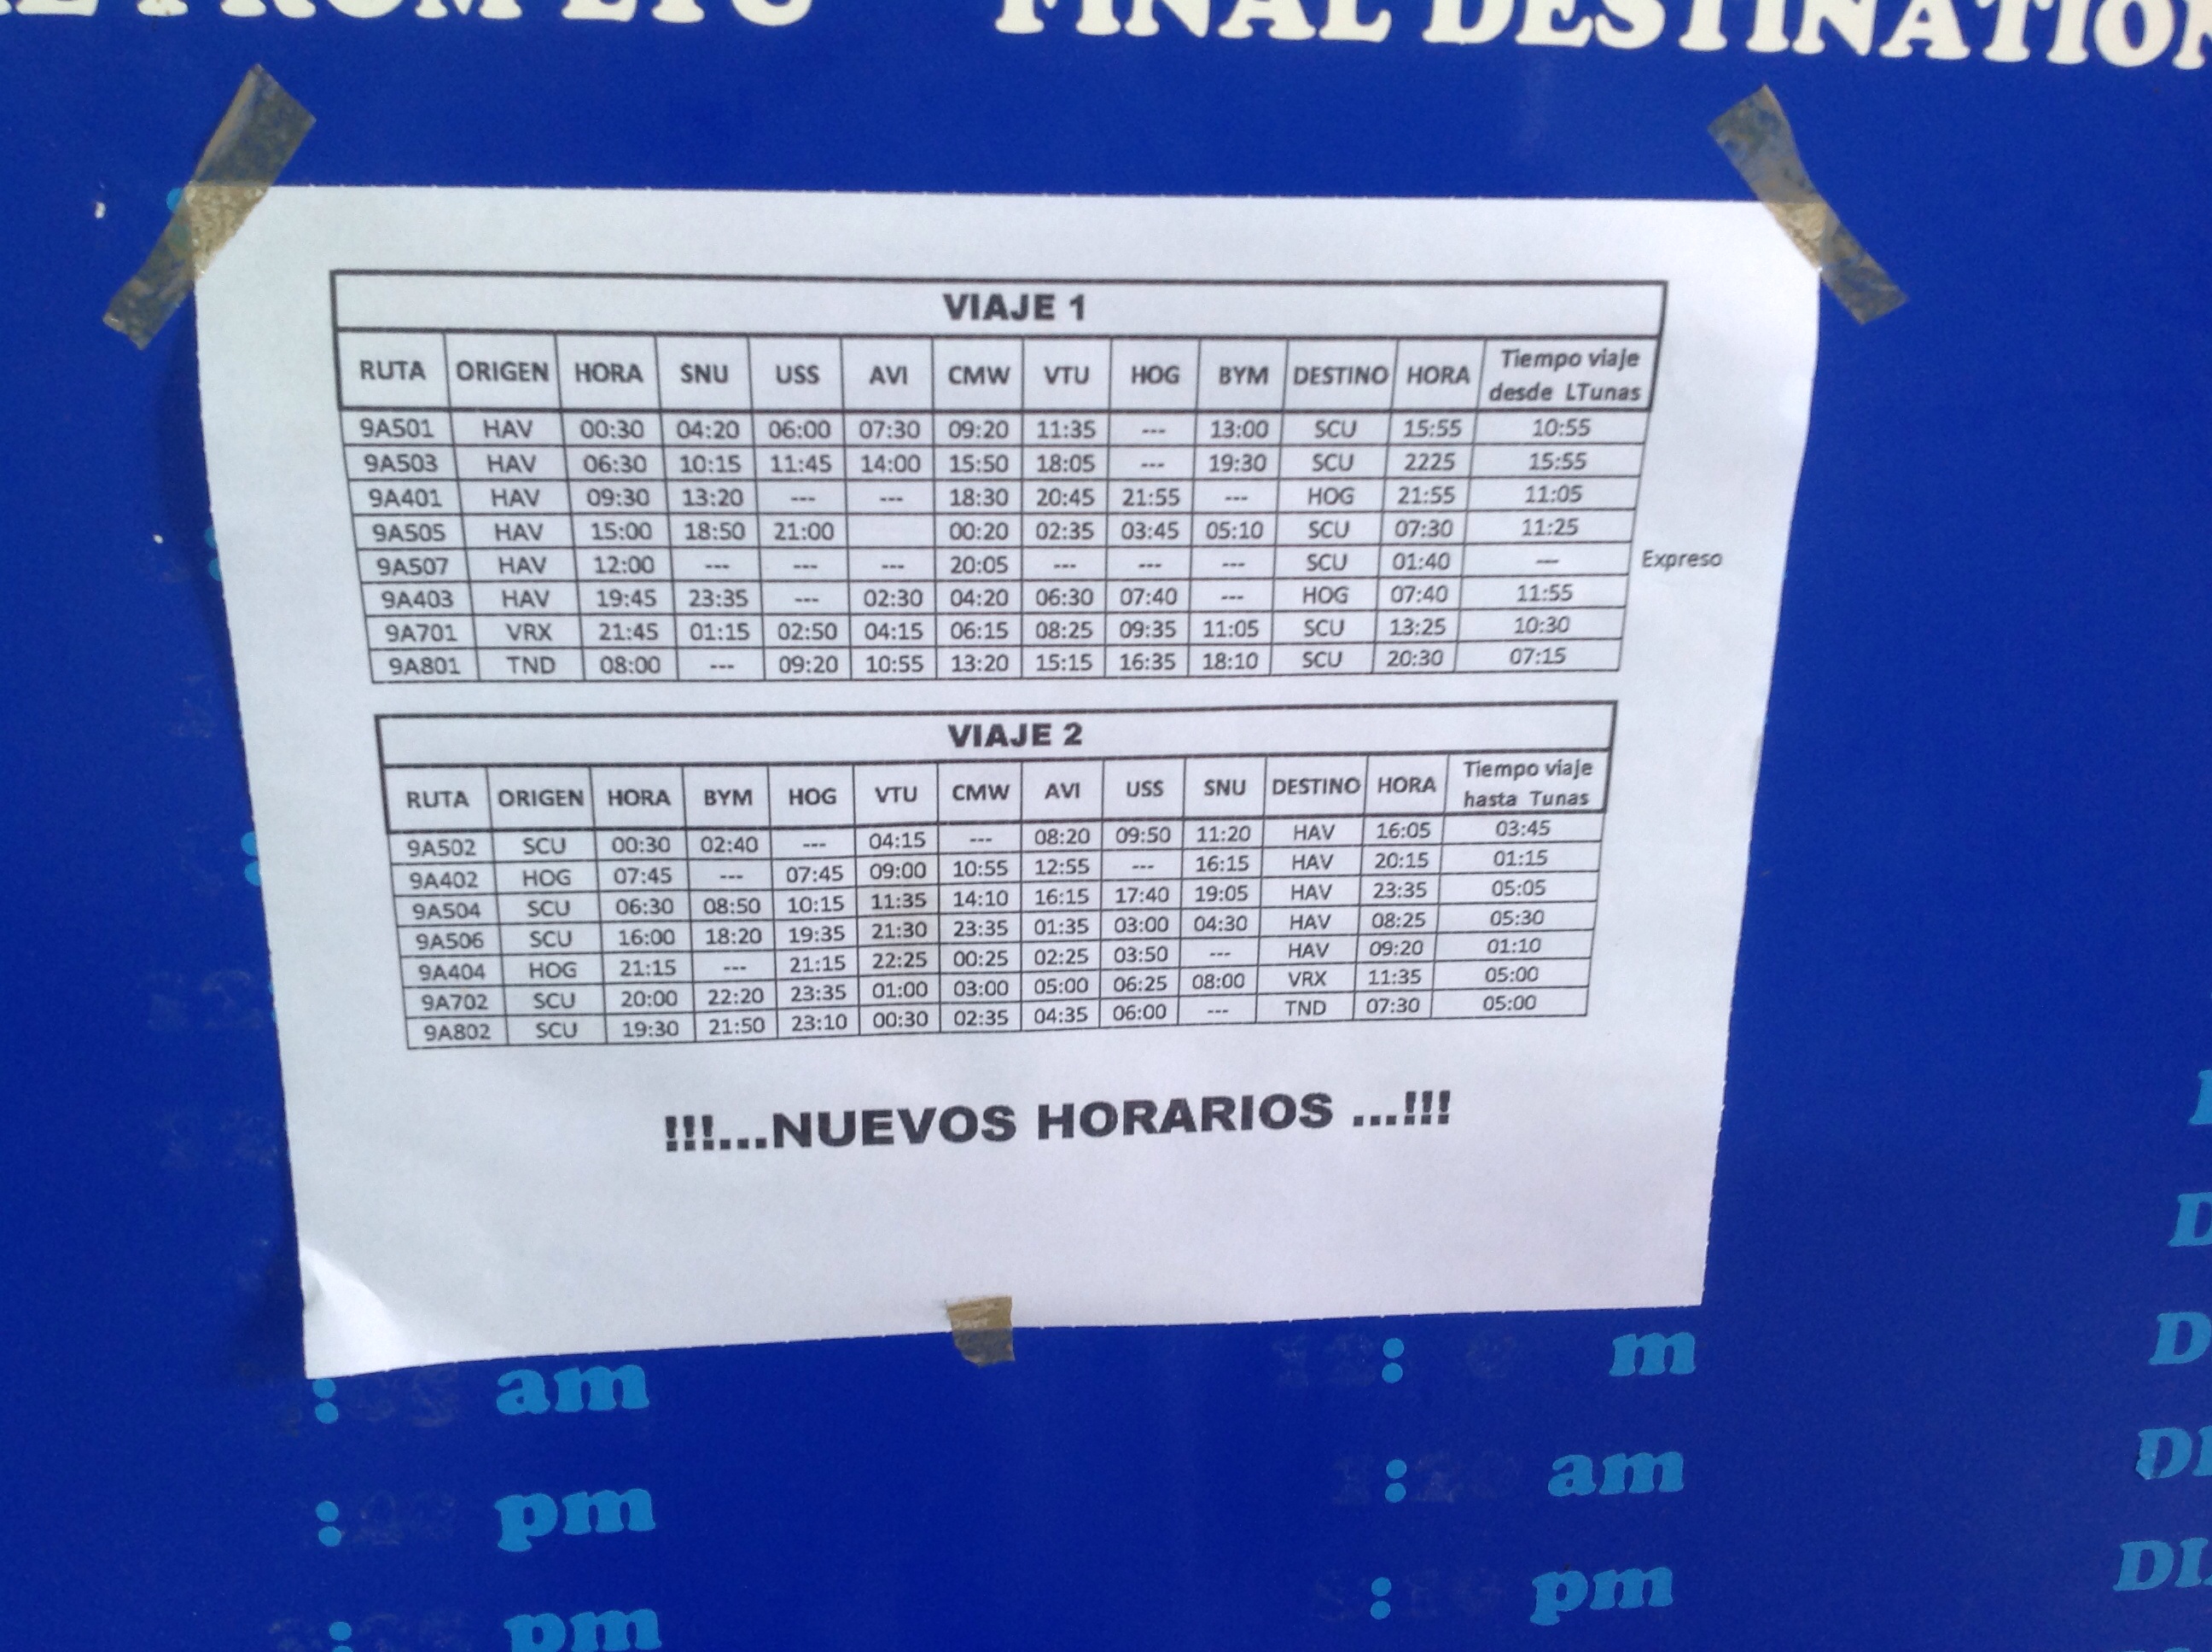 FROM LTU FINAL DESTINATION
VIAJE 1
RUTA ORIGEN HORA SNU USS AVI CMW VTU HOG BYM DESTINO HORA Tiempo viaje desde LTunas
9A501 HAV 00:30 04:20 06:00 07:30 09:20 11:35 --- 13:00 SCU 15:55 10:55
9A503 HAV 06:30 10:15 11:45 14:00 15:50 18:05 --- 19:30 SCU 2225 15:55
9A401 HAV 09:30 13:20 --- --- 18:30 20:45 21:55 --- HOG 21:55 11:05
9A505 HAV 15:00 18:50 21:00 00:20 02:35 03:45 05:10 SCU 07:30 11:25
9A507 HAV 12:00 --- --- --- 20:05 --- --- --- SCU 01:40 --- Expreso
9A403 HAV 19:45 23:35 --- 02:30 04:20 06:30 07:40 --- HOG 07:40 11:55
9A701 VRX 21:45 01:15 02:50 04:15 06:15 08:25 09:35 11:05 SCU 13:25 10:30
9A801 TND 08:00 --- 09:20 10:55 13:20 15:15 16:35 18:10 SCU 20:30 07:15
VIAJE 2
RUTA ORIGEN HORA BYM HOG VTU CMW AVI USS SNU DESTINO HORA Tiempo viaje hasta Tunas
9A502 SCU 00:30 02:40 --- 04:15 --- 08:20 09:50 11:20 HAV 16:05 03:45
9A402 HOG 07:45 --- 07:45 09:00 10:55 12:55 --- 16:15 HAV 20:15 01:15
9A504 SCU 06:30 08:50 10:15 11:35 14:10 16:15 17:40 19:05 HAV 23:35 05:05
9A506 SCU 16:00 18:20 19:35 21:30 23:35 01:35 03:00 04:30 HAV 08:25 05:30
9A404 HOG 21:15 --- 21:15 22:25 00:25 02:25 03:50 --- HAV 09:20 01:10
9A702 SCU 20:00 22:20 23:35 01:00 03:00 05:00 06:25 08:00 VRX 11:35 05:00
9A802 SCU 19:30 21:50 23:10 00:30 02:35 04:35 06:00 --- TND 07:30 05:00
!!!...NUEVOS HORARIOS ...!!!
: am : m
: pm : am
: pm : pm